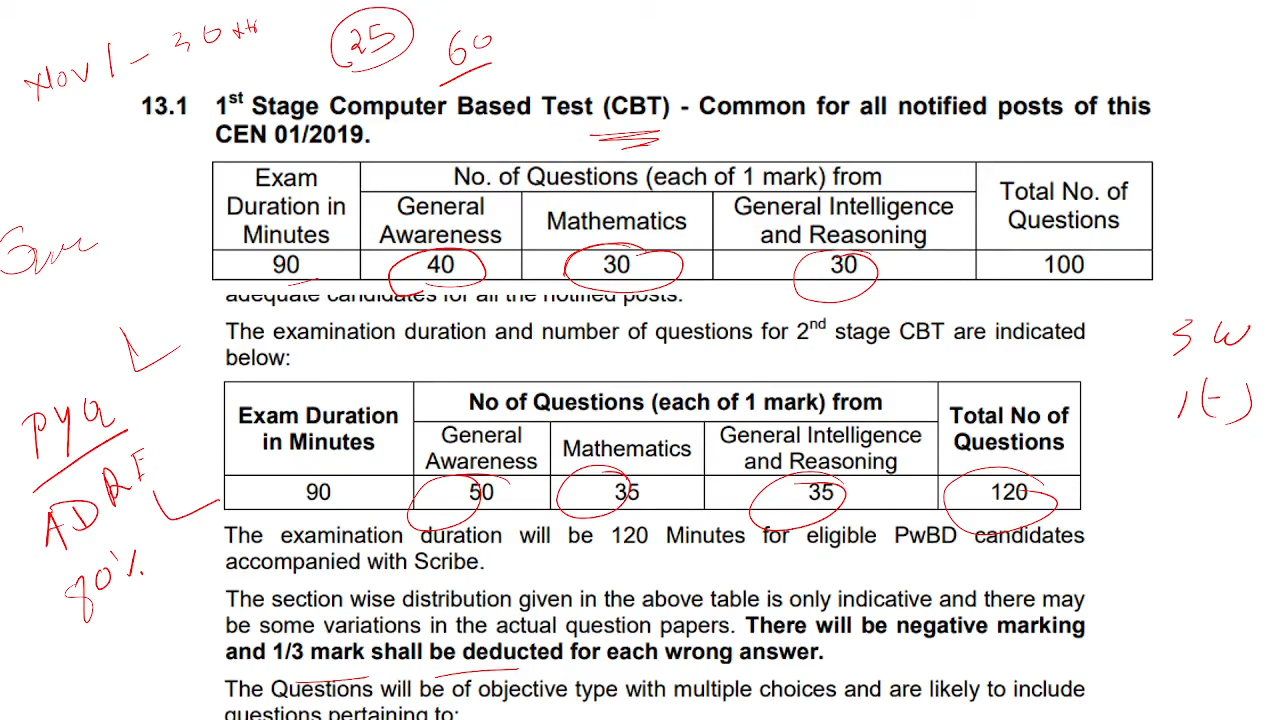 Nov 1 - 30th
25
60
13.1 1st Stage Computer Based Test (CBT) - Common for all notified posts of this
CEN 01/2019.
Exam Duration in Minutes
No. of Questions (each of 1 mark) from
Total No. of Questions
General Awareness
Mathematics
General Intelligence and Reasoning
90 40 30 30 100
adequate candidates for all the notified posts.
The examination duration and number of questions for 2nd stage CBT are indicated
below:
3 W
1 (-)
PYQ
ADRE
80%
Exam Duration in Minutes
No of Questions (each of 1 mark) from
Total No of Questions
General Awareness
Mathematics
General Intelligence and Reasoning
90 50 35 35 120
The examination duration will be 120 Minutes for eligible PwBD candidates
accompanied with Scribe.
The section wise distribution given in the above table is only indicative and there may
be some variations in the actual question papers. There will be negative marking
and 1/3 mark shall be deducted for each wrong answer.
The Questions will be of objective type with multiple choices and are likely to include
questions pertaining to: